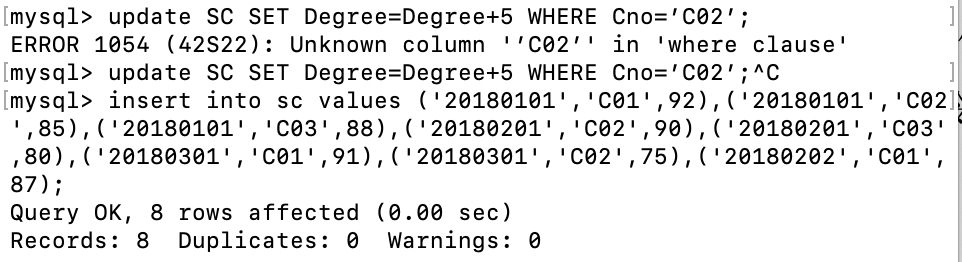 [mysql> update SC SET Degree=Degree+5 WHERE Cno=’C02’; ]
ERROR 1054 (42S22): Unknown column '’C02’' in 'where clause'
[mysql> update SC SET Degree=Degree+5 WHERE Cno=’C02’;^C ]
[mysql> insert into sc values ('20180101','C01',92),('20180101','C02]
',85),('20180101','C03',88),('20180201','C02',90),('20180201','C03'
,80),('20180301','C01',91),('20180301','C02',75),('20180202','C01',
87);
Query OK, 8 rows affected (0.00 sec)
Records: 8  Duplicates: 0  Warnings: 0